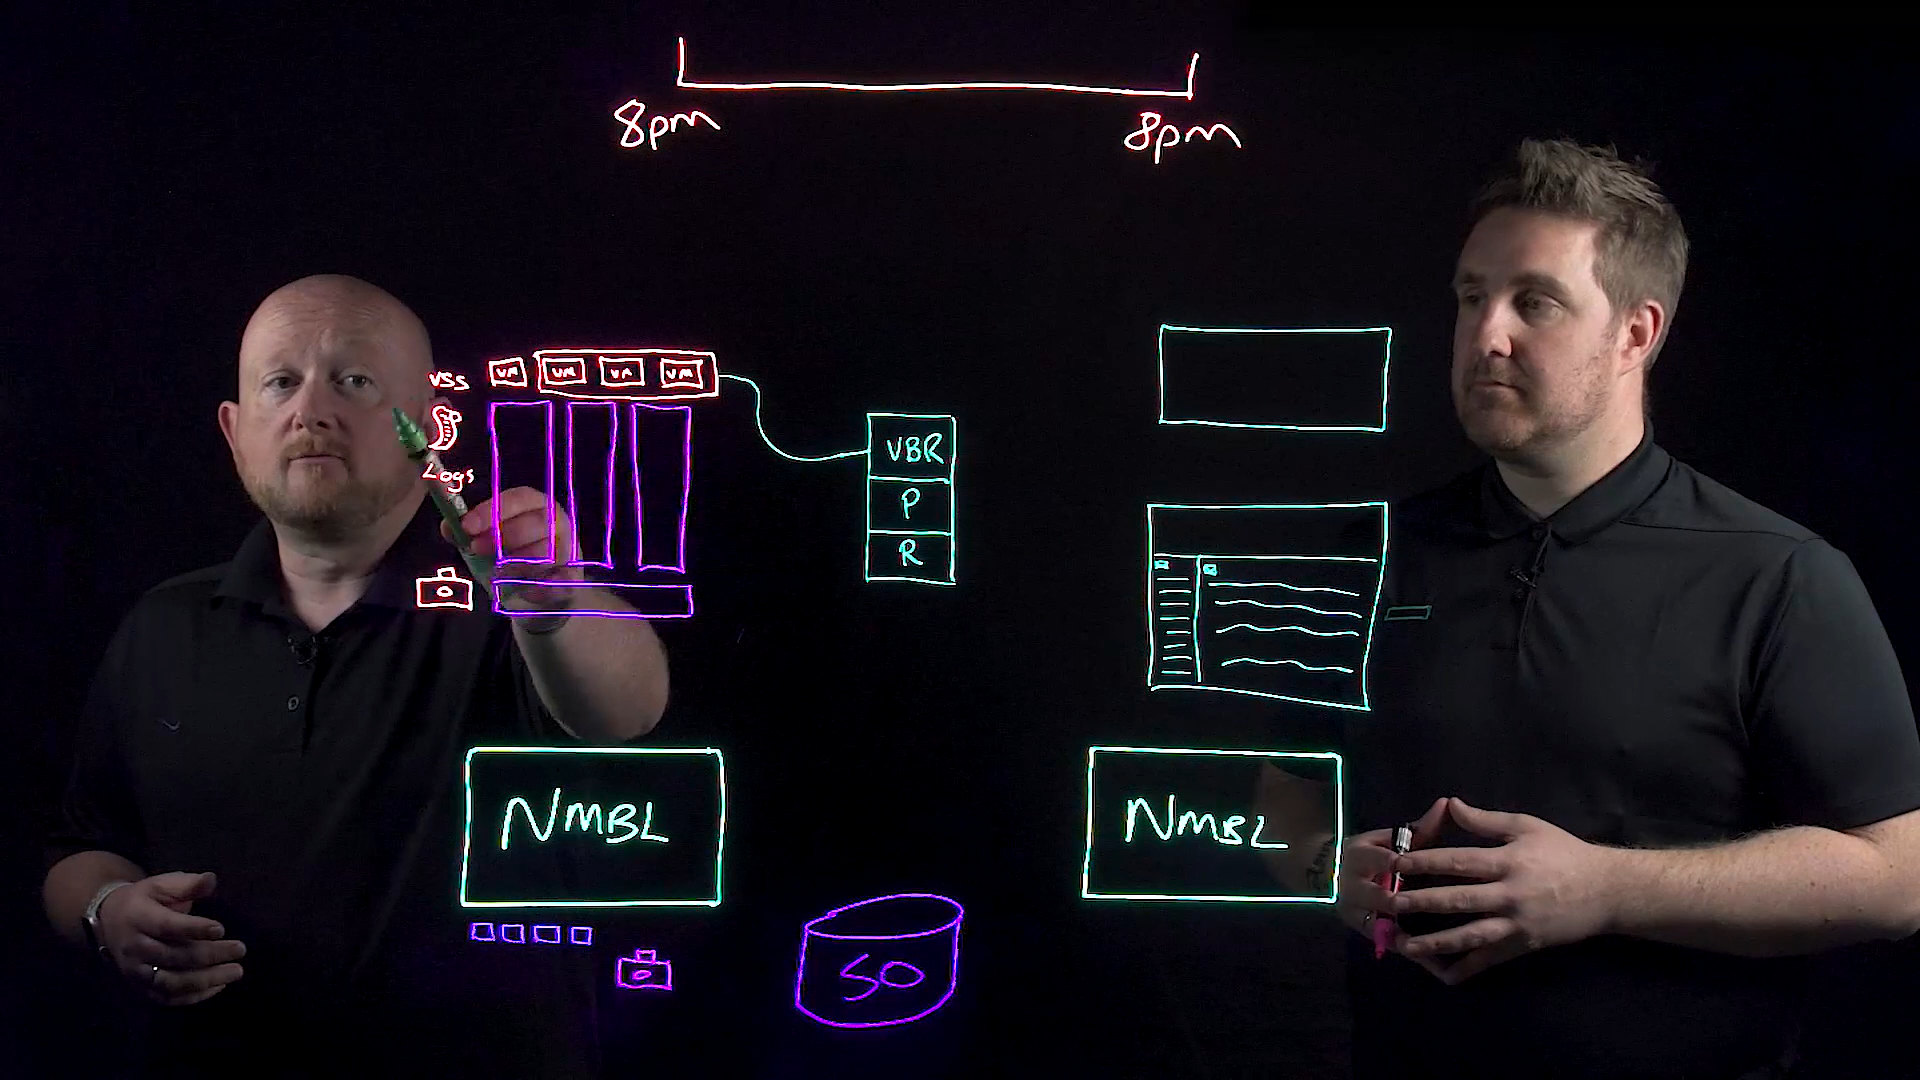 8pm
8pm
VSS
VM VM VM VM
Logs
VBR
P
R
NMBL
NMBL
SO